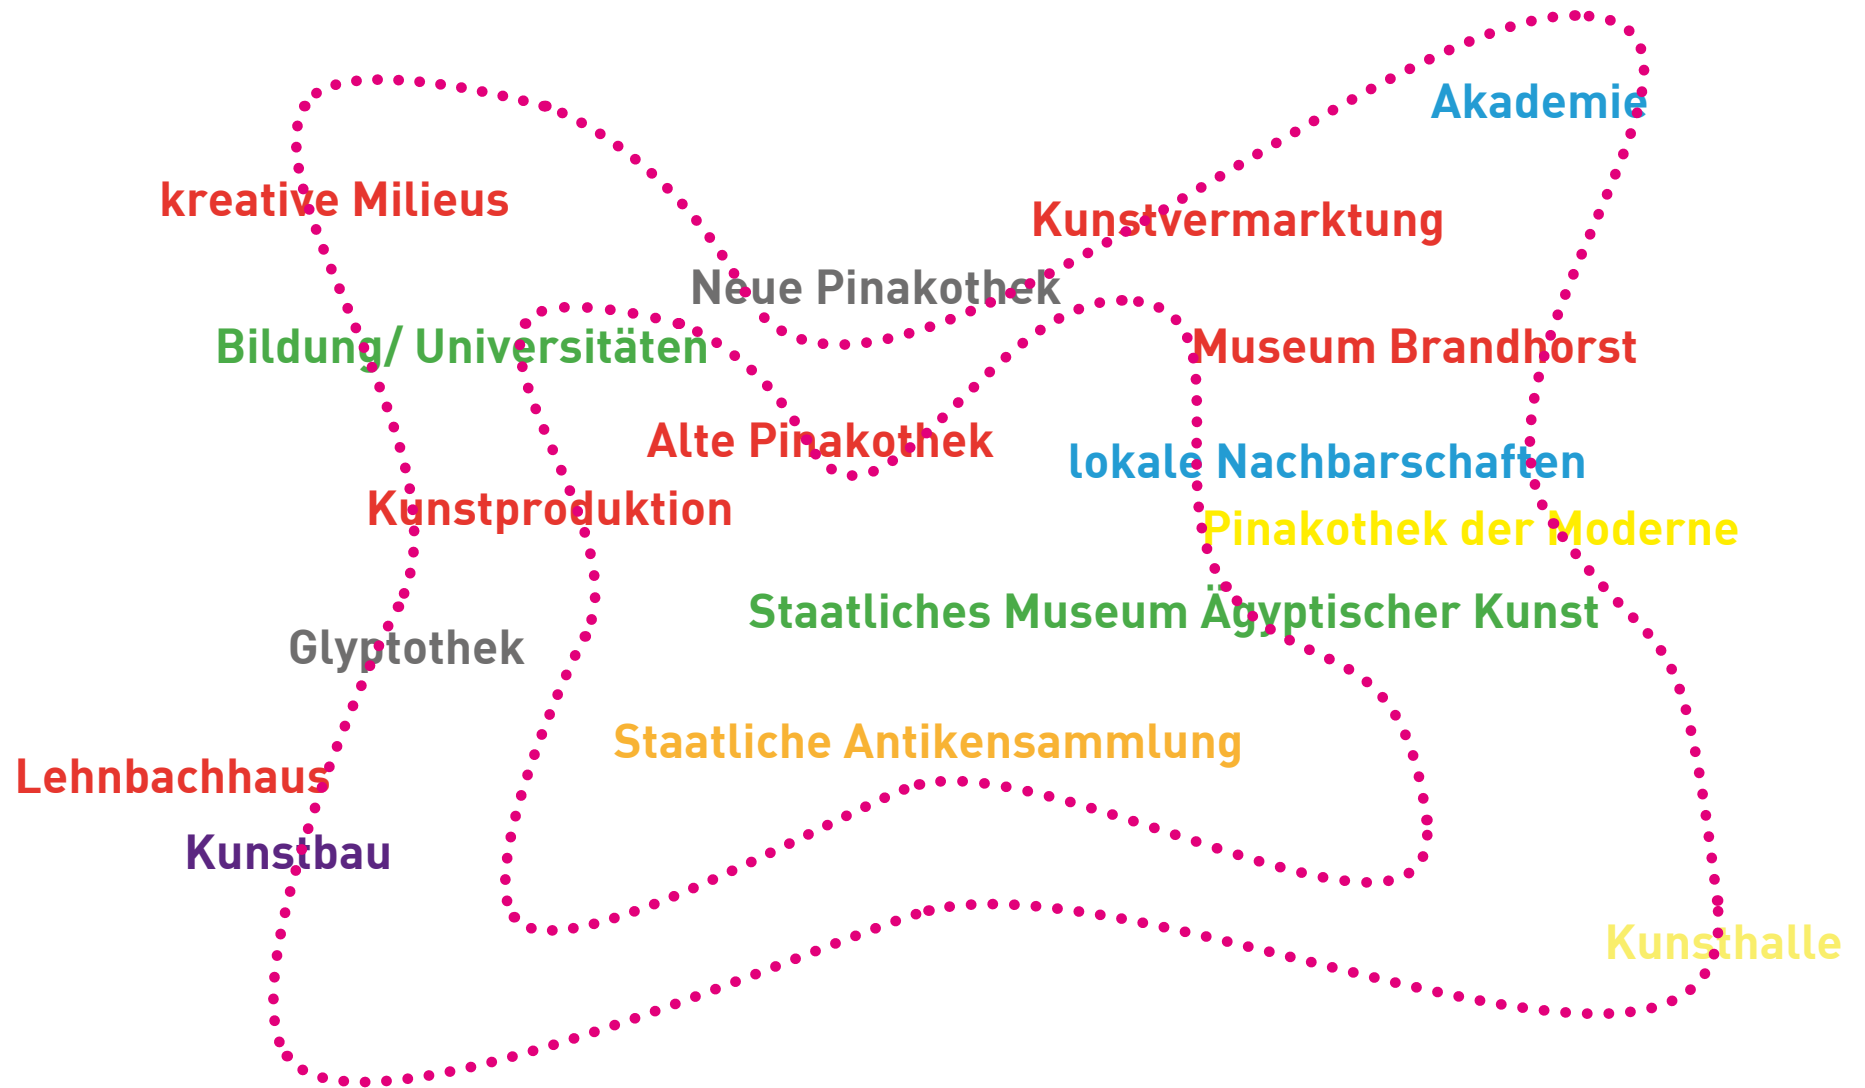 Akademie
kreative Milieus
Kunstvermarktung
Neue Pinakothek
Bildung/ Universitäten
Museum Brandhorst
Alte Pinakothek
lokale Nachbarschaften
Kunstproduktion
Pinakothek der Moderne
Staatliches Museum Ägyptischer Kunst
Glyptothek
Staatliche Antikensammlung
Lehnbachhaus
Kunstbau
Kunsthalle